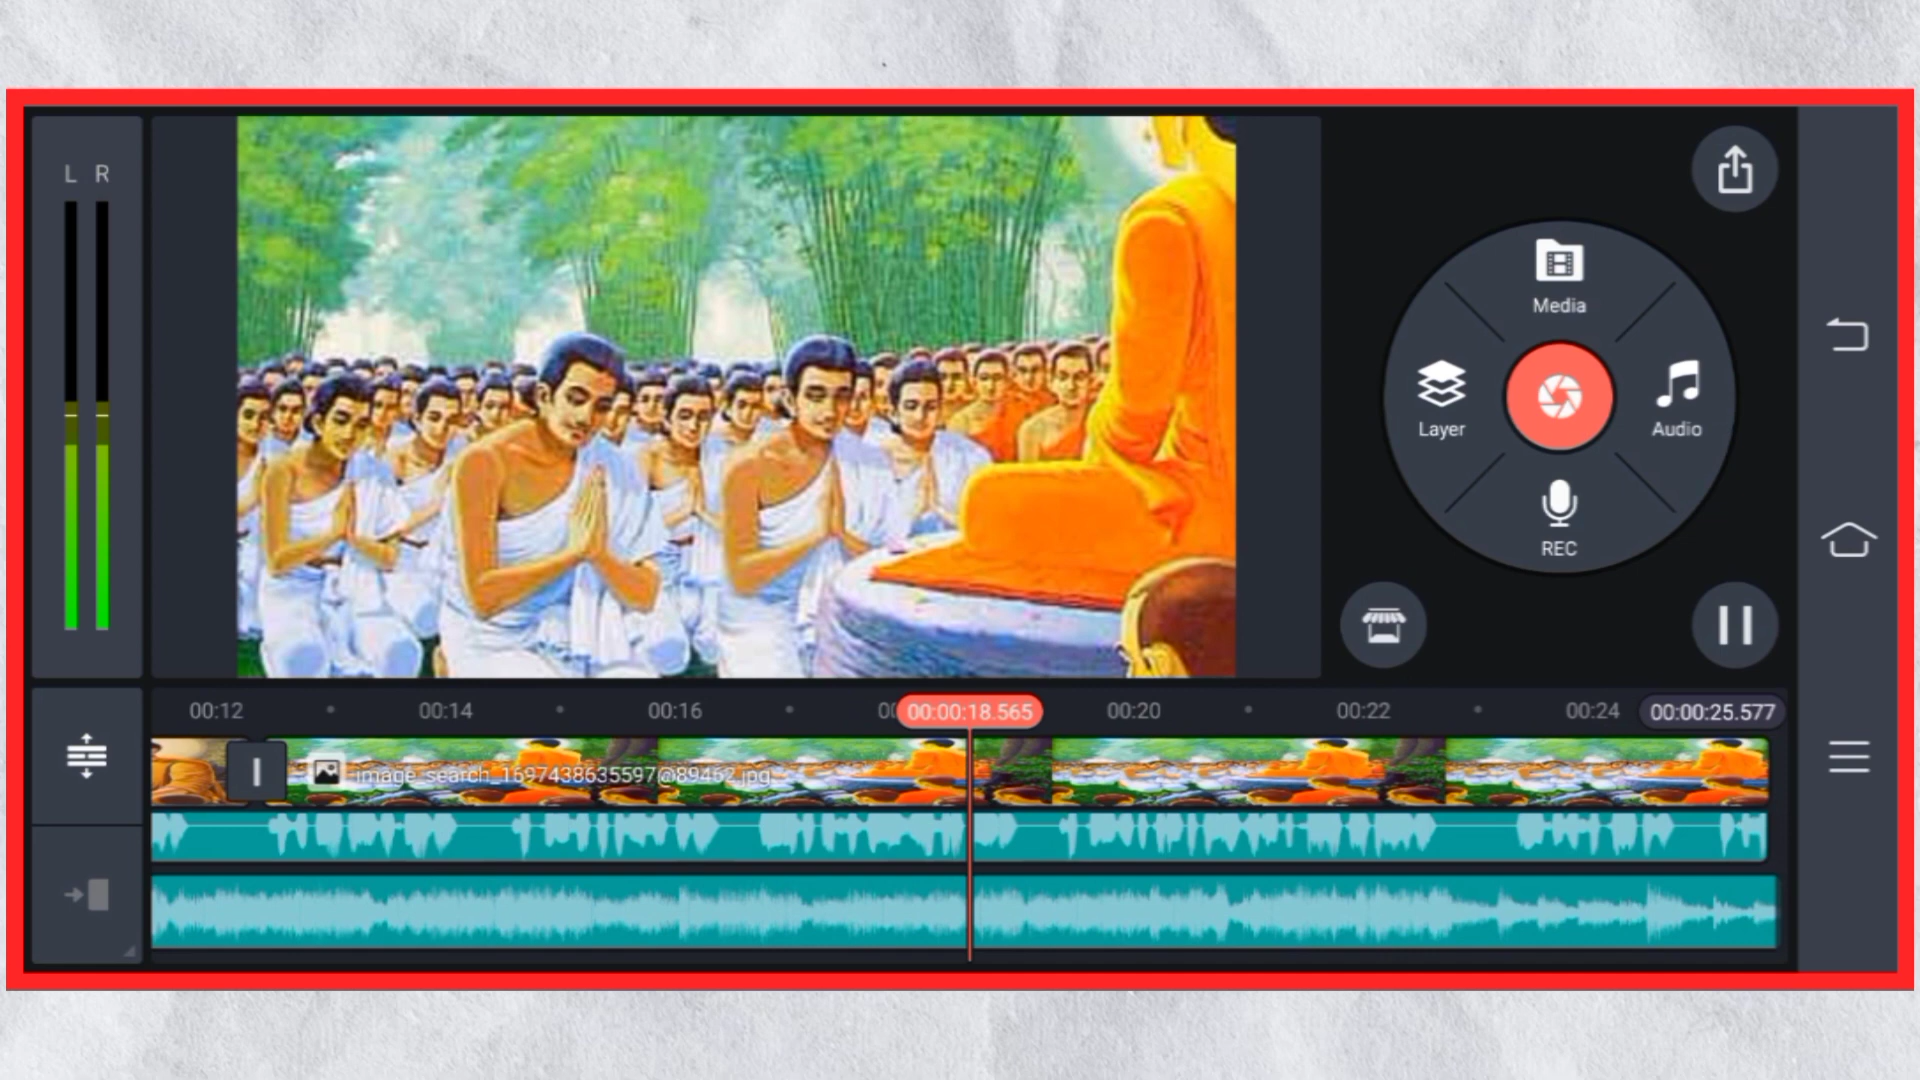 L R
Media
Layer
Audio
REC
00:12
00:14
00:16
00:00:18.565
00:20
00:22
00:24
00:00:25.577
image_search_1697438635597@89452.jpg